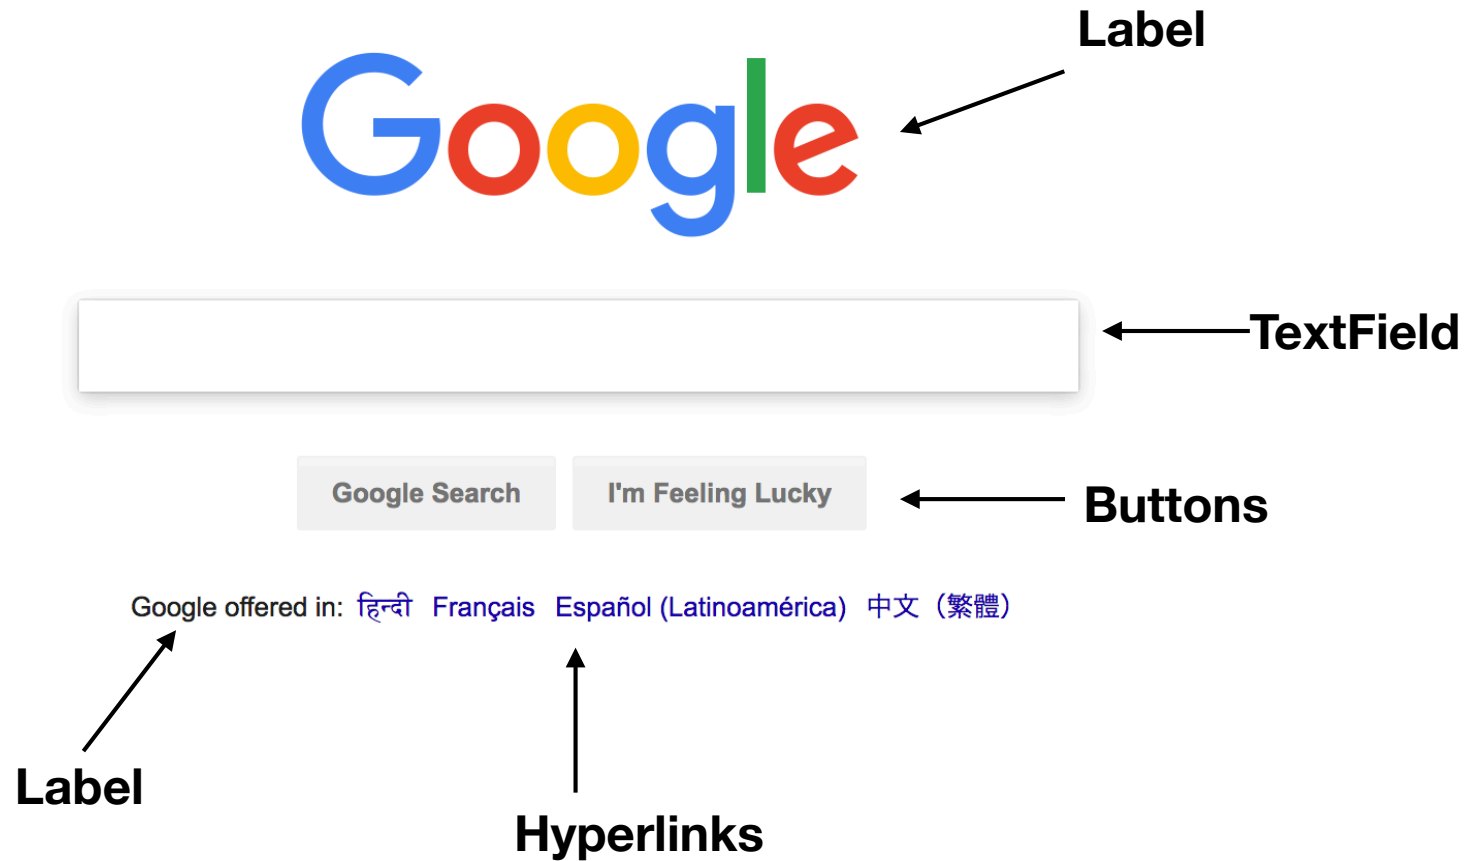 Label
Google
TextField
Google Search
I'm Feeling Lucky
Buttons
Google offered in: हिन्दी Français Español (Latinoamérica) 中文（繁體）
Label
Hyperlinks